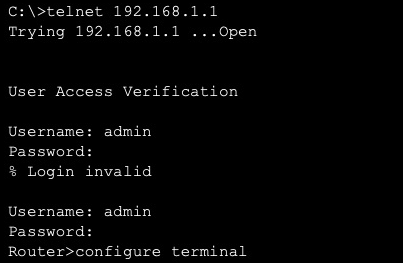 C:\>telnet 192.168.1.1
Trying 192.168.1.1 ...Open
User Access Verification
Username: admin
Password:
% Login invalid
Username: admin
Password:
Router>configure terminal